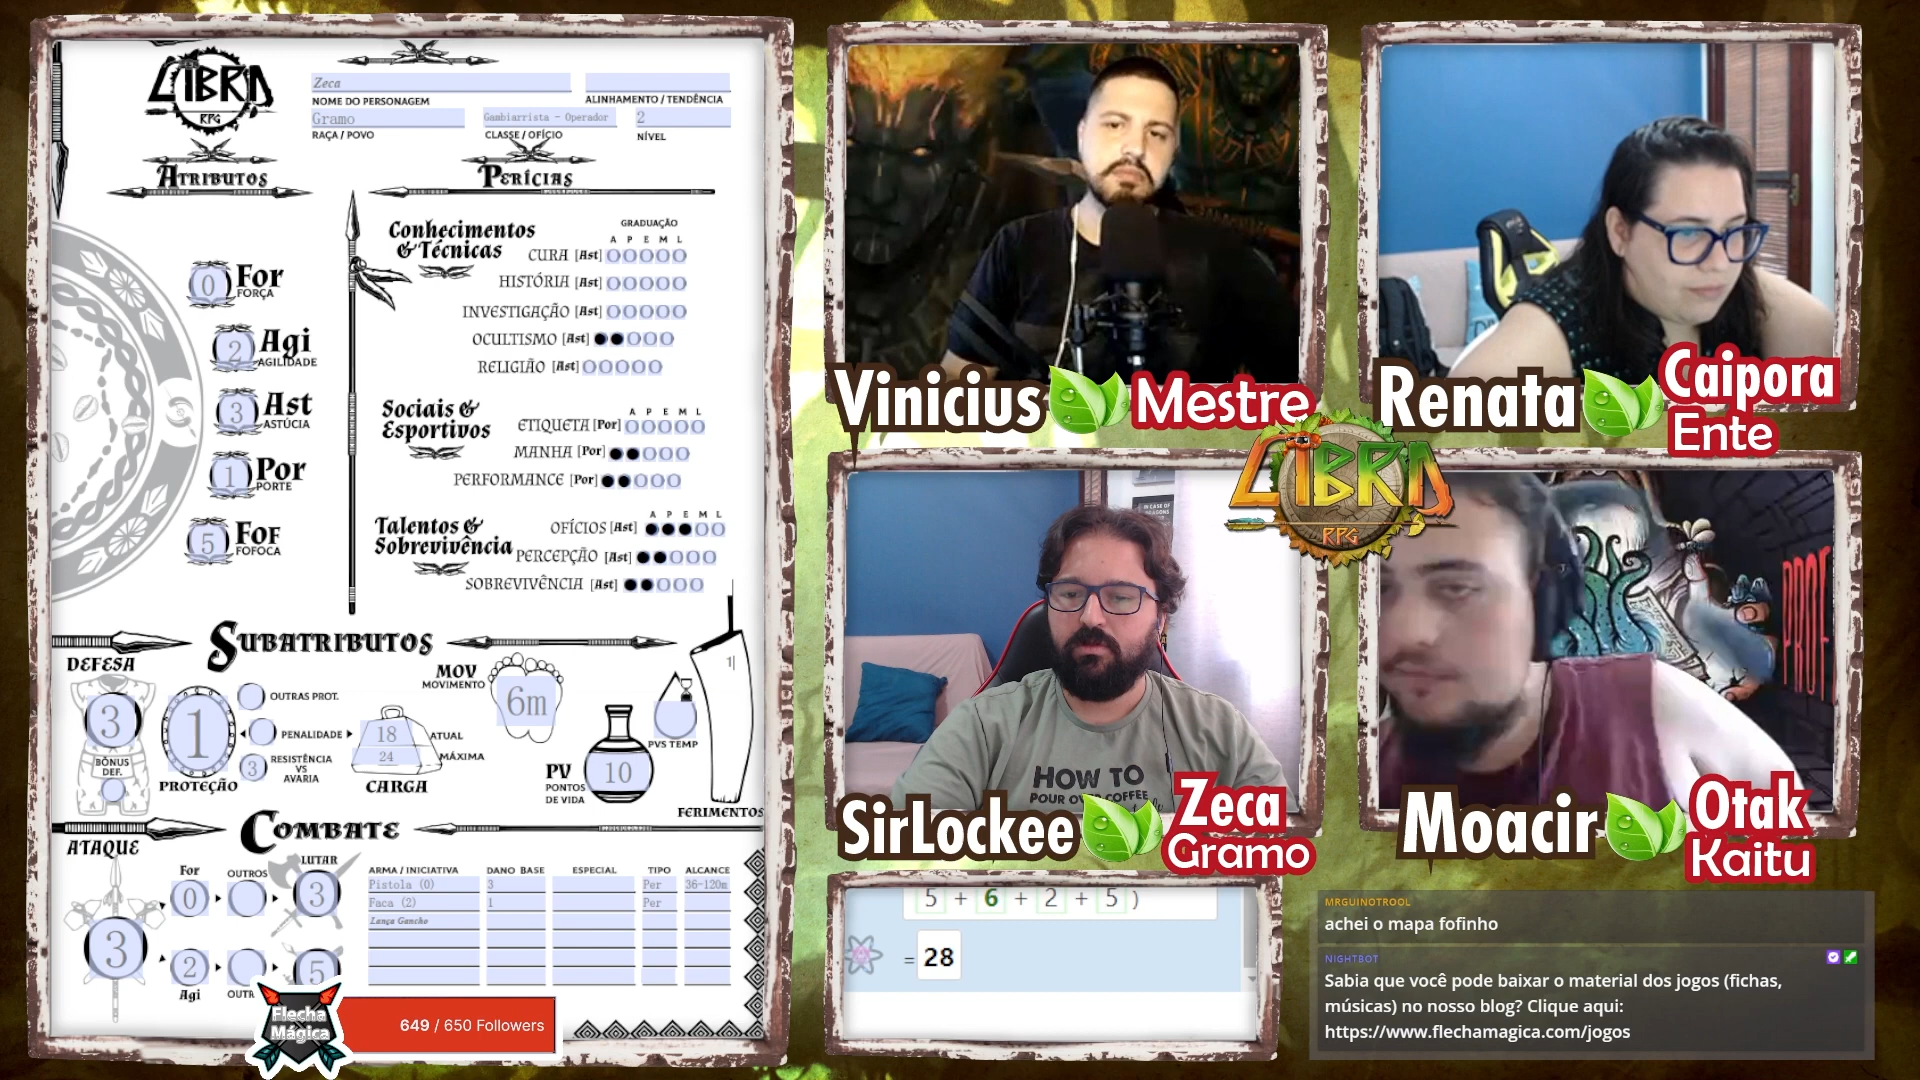 LIBRA
RPG
Zeca
NOME DO PERSONAGEM
ALINHAMENTO / TENDÊNCIA
Gramo
Gambiarrista - Operador
2
RAÇA / POVO
CLASSE / OFÍCIO
NÍVEL
ATRIBUTOS
0 For
FORÇA
2 Agi
AGILIDADE
3 Ast
ASTÚCIA
1 Por
PORTE
5 FOF
FOFOCA
PERÍCIAS
Conhecimentos
& Técnicas
GRADUAÇÃO
A P E M L
CURA [Ast]
HISTÓRIA [Ast]
INVESTIGAÇÃO [Ast]
OCULTISMO [Ast]
RELIGIÃO [Ast]
Sociais &
Esportivos
A P E M L
ETIQUETA [Por]
MANHA [Por]
PERFORMANCE [Por]
Talentos &
Sobrevivência
A P E M L
OFÍCIOS [Ast]
PERCEPÇÃO [Ast]
SOBREVIVÊNCIA [Ast]
SUBATRIBUTOS
DEFESA
3
BÔNUS
DEF.
1
PROTEÇÃO
OUTRAS PROT.
PENALIDADE
3
RESISTÊNCIA
VS
AVARIA
18
ATUAL
24
MÁXIMA
CARGA
MOV
MOVIMENTO
6m
PV
PONTOS
DE VIDA
10
PVS TEMP
1
FERIMENTOS
COMBATE
ATAQUE
3
For
0
OUTROS
LUTAR
3
2
Agi
OUTR
5
ARMA / INICIATIVA
DANO BASE
ESPECIAL
TIPO
ALCANCE
Pistola (0)
3
Per
36-120m
Faca (2)
1
Per
Lança Gancho
Flecha
Mágica
649 / 650 Followers
Vinicius
Mestre
Renata
Caipora
Ente
LIBRA
RPG
IN CASE OF
HOW TO
POUR OVER COFFEE
SirLockee
Zeca
Gramo
PROF
Moacir
Otak
Kaitu
5 + 6 + 2 + 5 )
= 28
MRGUINOTROOL
achei o mapa fofinho
NIGHTBOT
Sabia que você pode baixar o material dos jogos (fichas,
músicas) no nosso blog? Clique aqui:
https://www.flechamagica.com/jogos